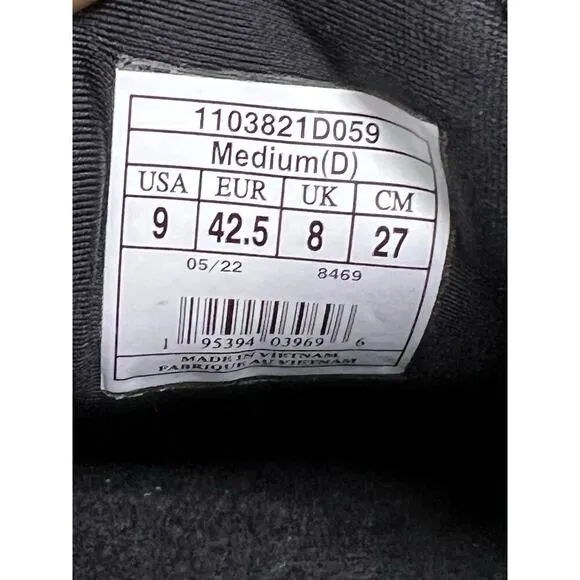 1103821D059
Medium(D)
USA EUR UK CM
9 42.5 8 27
05/22 8469
1 95394 03969 6
MADE IN VIETNAM
FABRIQUE AU VIETNAM